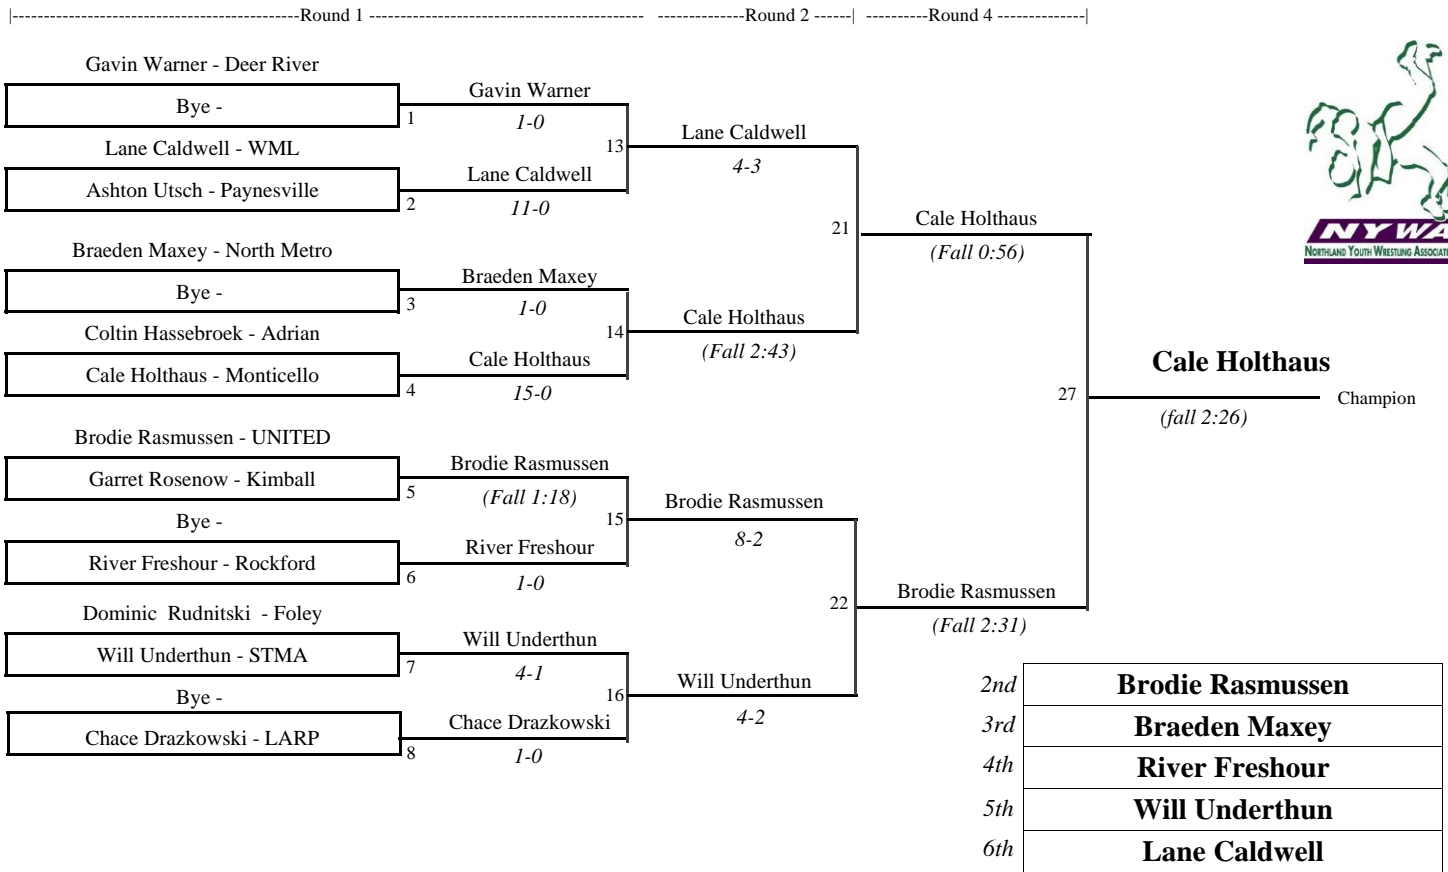 |---------------------------------------------Round 1 ------------------------------------------- --------------Round 2 ------| ----------Round 4 --------------|
Gavin Warner - Deer River
Bye -
1
Gavin Warner
1-0
Lane Caldwell - WML
Ashton Utsch - Paynesville
2
Lane Caldwell
11-0
13
Lane Caldwell
4-3
Braeden Maxey - North Metro
Bye -
3
Braeden Maxey
1-0
Coltin Hassebroek - Adrian
Cale Holthaus - Monticello
4
Cale Holthaus
15-0
14
Cale Holthaus
(Fall 2:43)
21
Cale Holthaus
(Fall 0:56)
Brodie Rasmussen - UNITED
Garret Rosenow - Kimball
5
Brodie Rasmussen
(Fall 1:18)
Bye -
River Freshour - Rockford
6
River Freshour
1-0
15
Brodie Rasmussen
8-2
Dominic  Rudnitski  - Foley
Will Underthun - STMA
7
Will Underthun
4-1
Bye -
Chace Drazkowski - LARP
8
Chace Drazkowski
1-0
16
Will Underthun
4-2
22
Brodie Rasmussen
(Fall 2:31)
27
Cale Holthaus
Champion
(fall 2:26)
NYWA
2nd Brodie Rasmussen
3rd Braeden Maxey
4th River Freshour
5th Will Underthun
6th Lane Caldwell
NORTHLAND YOUTH WRESTLING